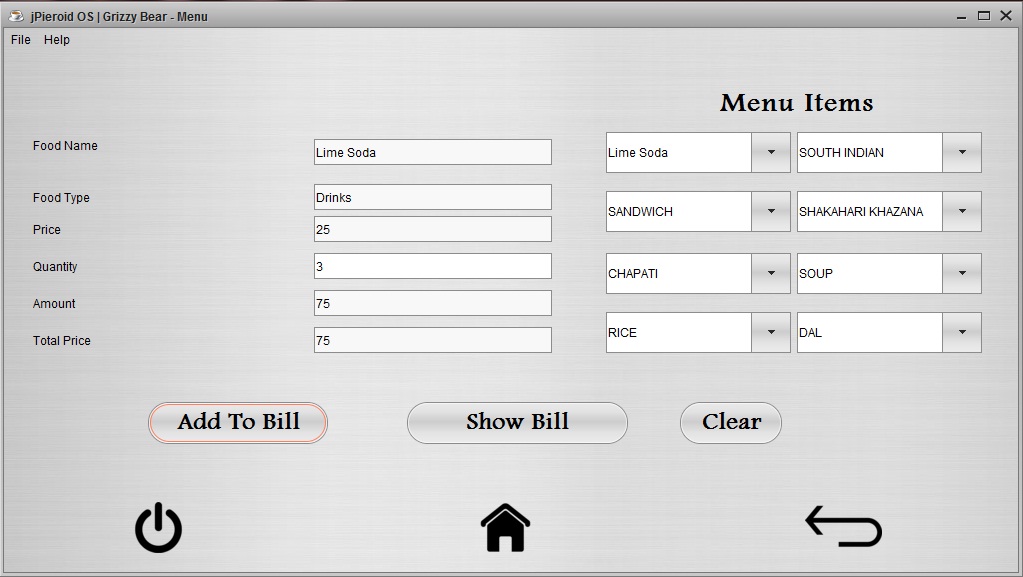 jPieroid OS | Grizzy Bear - Menu
File Help
Menu Items
Food Name
Lime Soda
Lime Soda
SOUTH INDIAN
Food Type
Drinks
SANDWICH
SHAKAHARI KHAZANA
Price
25
Quantity
3
CHAPATI
SOUP
Amount
75
Total Price
75
RICE
DAL
Add To Bill
Show Bill
Clear